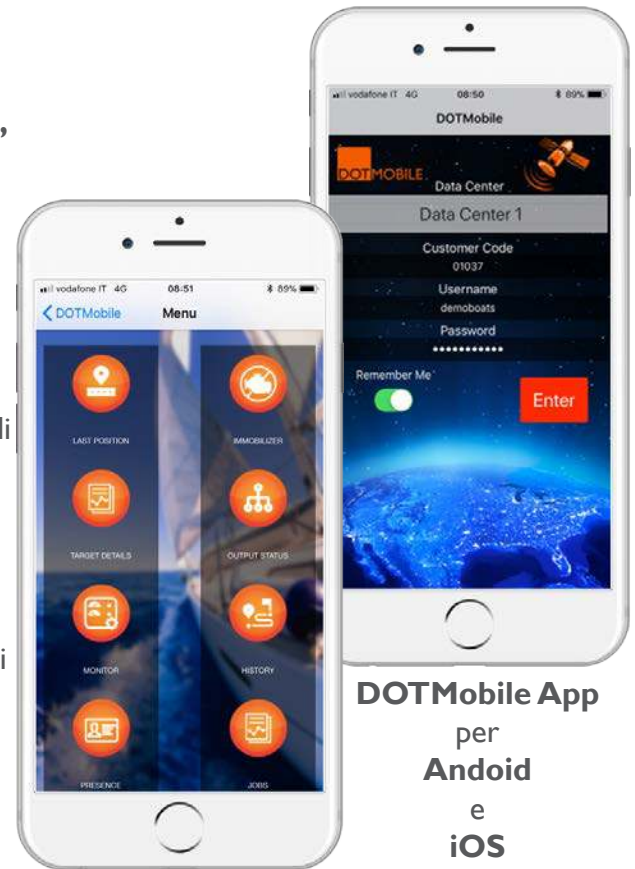 ,
di
i
vodafone IT 4G 08:50 89%
DOTMobile
DOTMOBILE
Data Center
Data Center 1
Customer Code
01037
Username
demoboats
Password
•••••••••••
Remember Me
Enter
vodafone IT 4G 08:51 89%
DOTMobile Menu
LAST POSITION IMMOBILIZER
TARGET DETAILS OUTPUT STATUS
MONITOR HISTORY
PRESENCE JOBS
DOTMobile App
per
Andoid
e
iOS